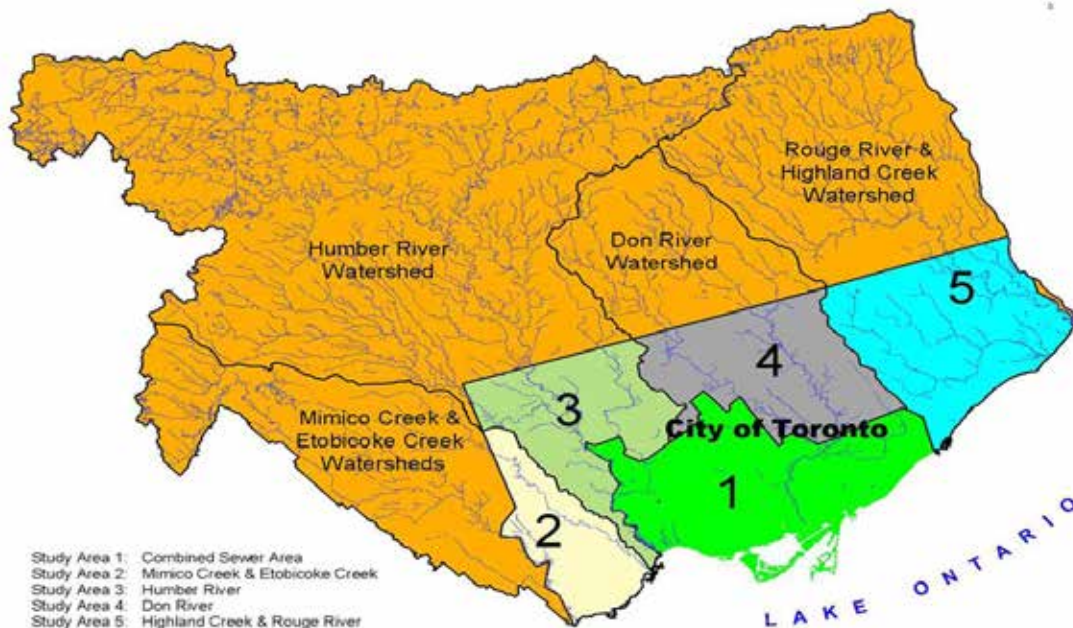 Rouge River &
Highland Creek
Watershed
Humber River
Watershed
Don River
Watershed
5
4
3
Mimico Creek &
Etobicoke Creek
Watersheds
City of Toronto
1
2
Study Area 1: Combined Sewer Area
Study Area 2: Mimico Creek & Etobicoke Creek
Study Area 3: Humber River
Study Area 4: Don River
Study Area 5: Highland Creek & Rouge River
LAKE ONTARIO